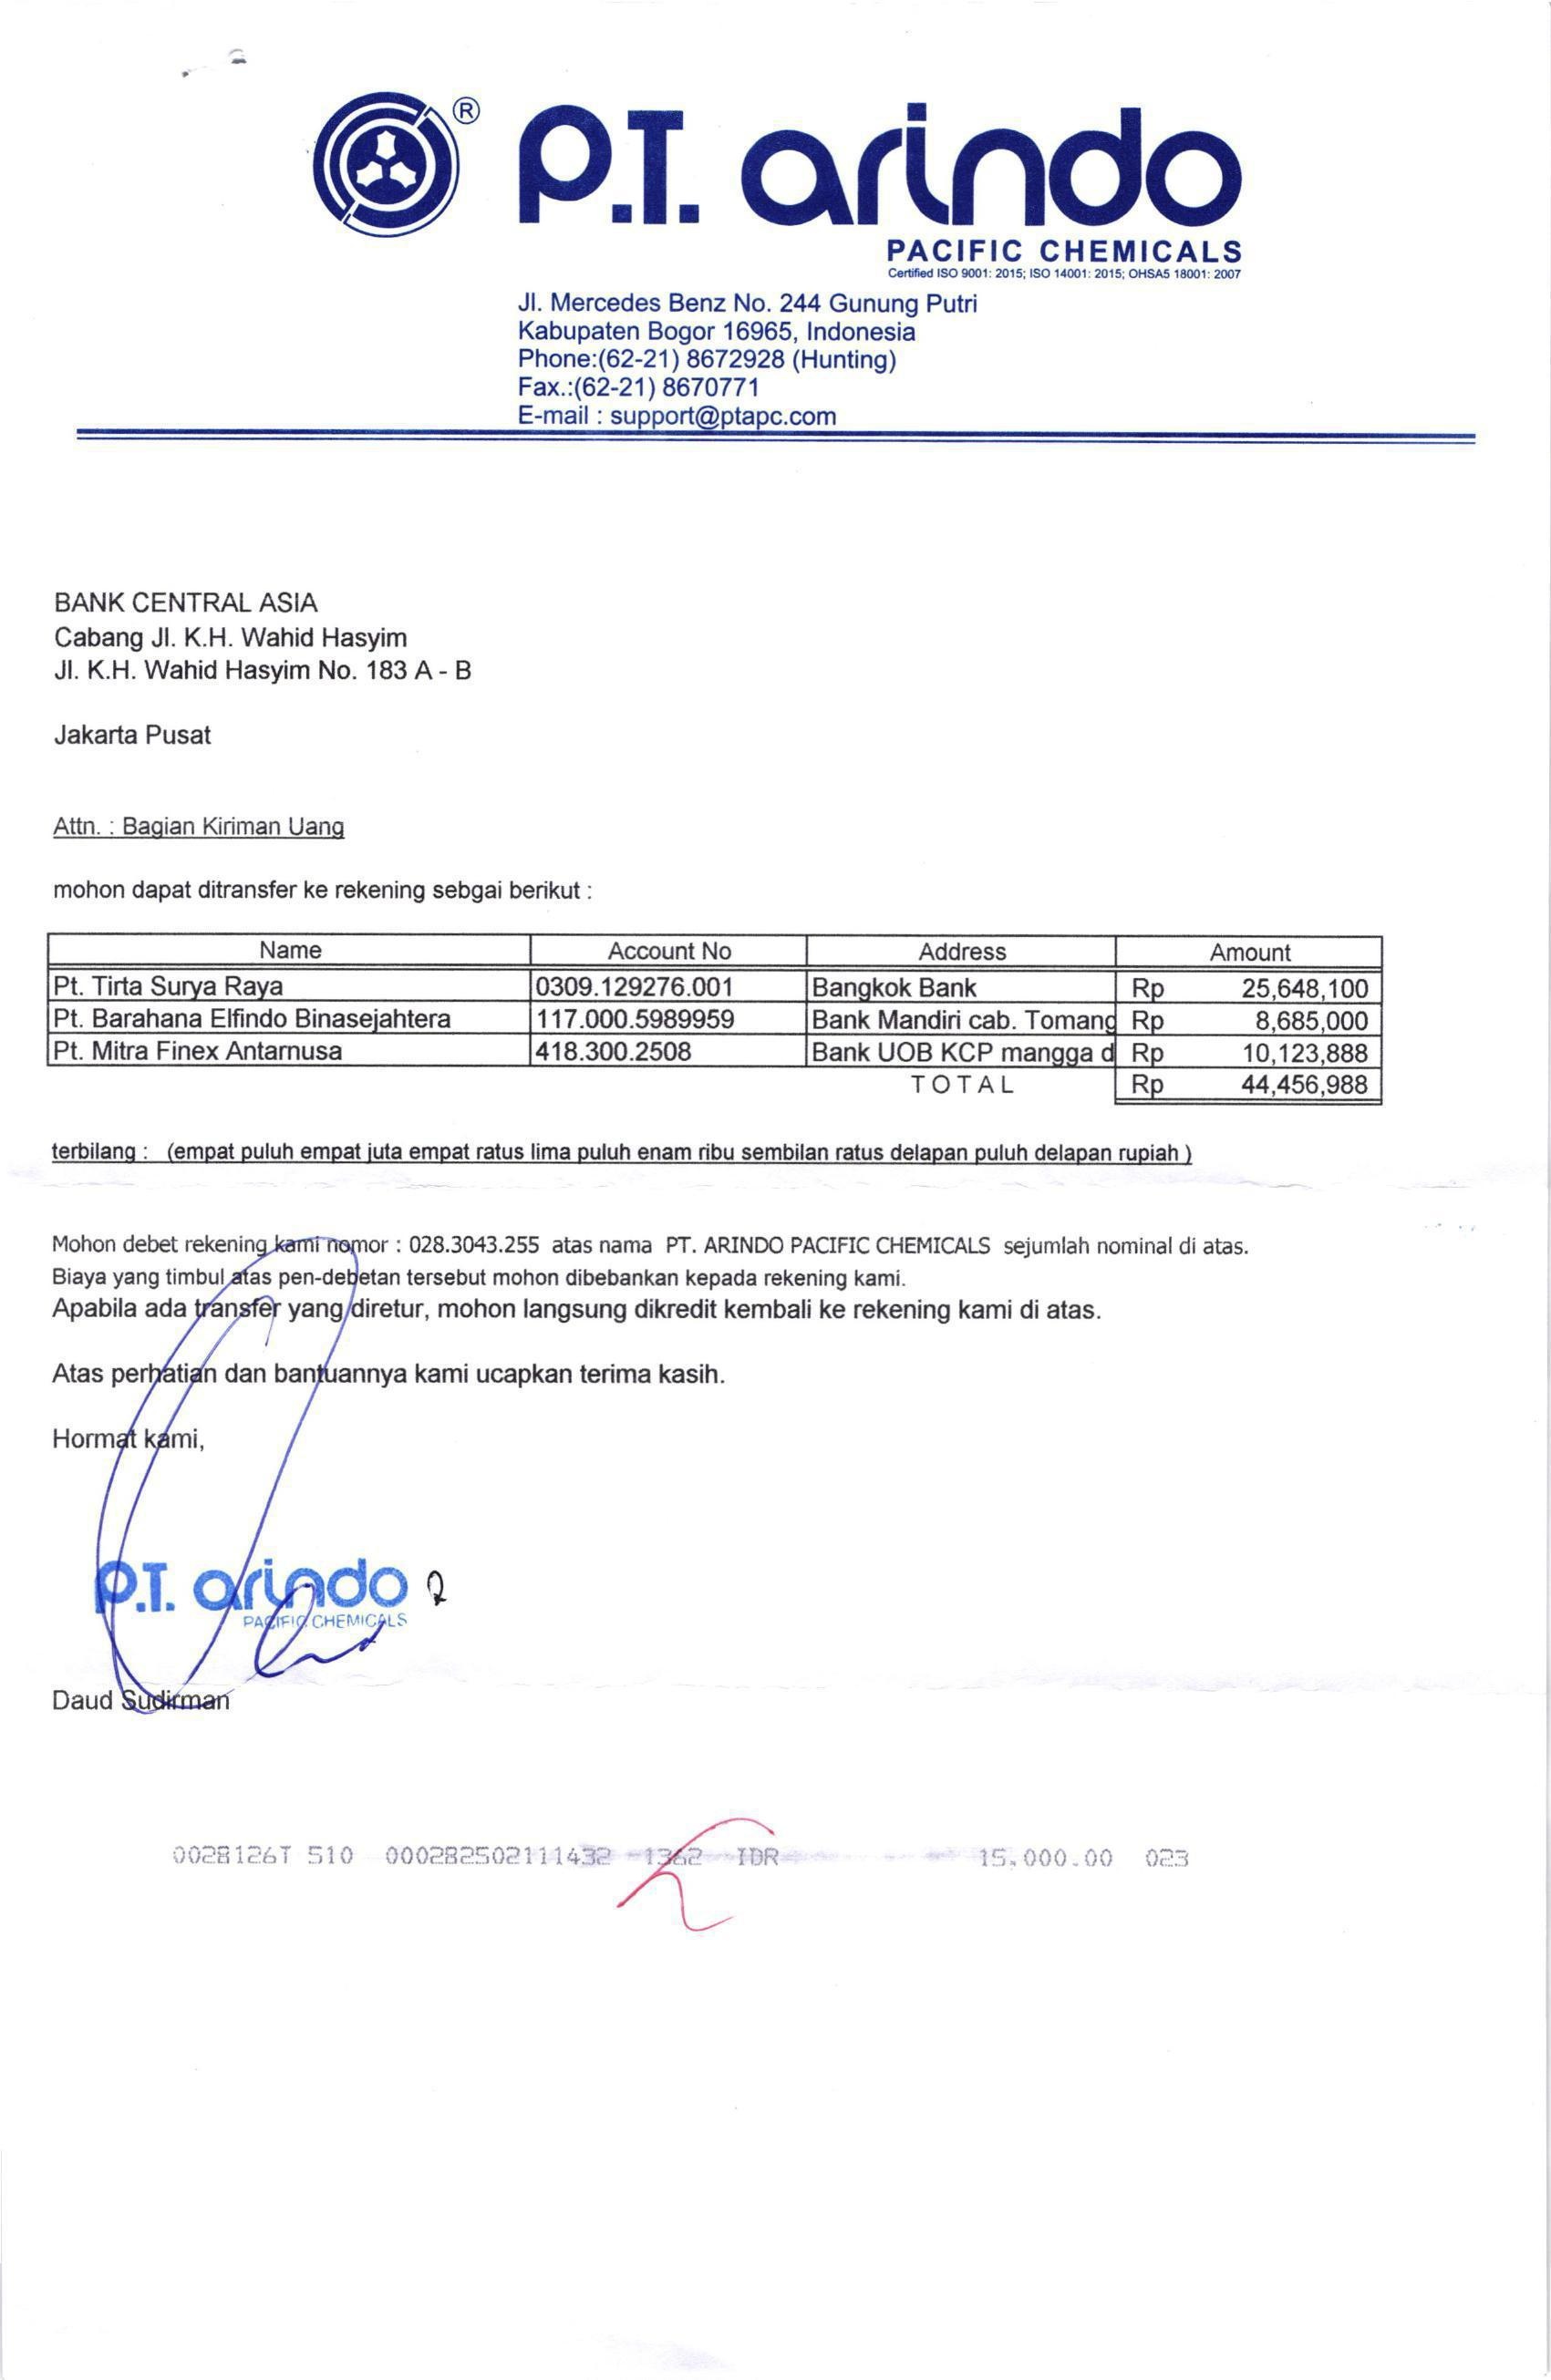 ® P.T. arindo
PACIFIC CHEMICALS
Certified ISO 9001: 2015; ISO 14001: 2015; OHSAS 18001: 2007
Jl. Mercedes Benz No. 244 Gunung Putri
Kabupaten Bogor 16965, Indonesia
Phone:(62-21) 8672928 (Hunting)
Fax.:(62-21) 8670771
E-mail : support@ptapc.com
BANK CENTRAL ASIA
Cabang Jl. K.H. Wahid Hasyim
Jl. K.H. Wahid Hasyim No. 183 A - B
Jakarta Pusat
Attn. : Bagian Kiriman Uang
mohon dapat ditransfer ke rekening sebgai berikut :
Name Account No Address Amount
Pt. Tirta Surya Raya 0309.129276.001 Bangkok Bank Rp 25,648,100
Pt. Barahana Elfindo Binasejahtera 117.000.5989959 Bank Mandiri cab. Tomang Rp 8,685,000
Pt. Mitra Finex Antarnusa 418.300.2508 Bank UOB KCP mangga d Rp 10,123,888
TOTAL Rp 44,456,988
terbilang : (empat puluh empat juta empat ratus lima puluh enam ribu sembilan ratus delapan puluh delapan rupiah )
Mohon debet rekening kami nomor : 028.3043.255 atas nama PT. ARINDO PACIFIC CHEMICALS sejumlah nominal di atas.
Biaya yang timbul atas pen-debetan tersebut mohon dibebankan kepada rekening kami.
Apabila ada transfer yang diretur, mohon langsung dikredit kembali ke rekening kami di atas.
Atas perhatian dan bantuannya kami ucapkan terima kasih.
Hormat kami,
P.T. arindo
PACIFIC CHEMICALS
Daud Sudirman
0028126T 510 000282502111432 1362 IDR 15,000.00 023